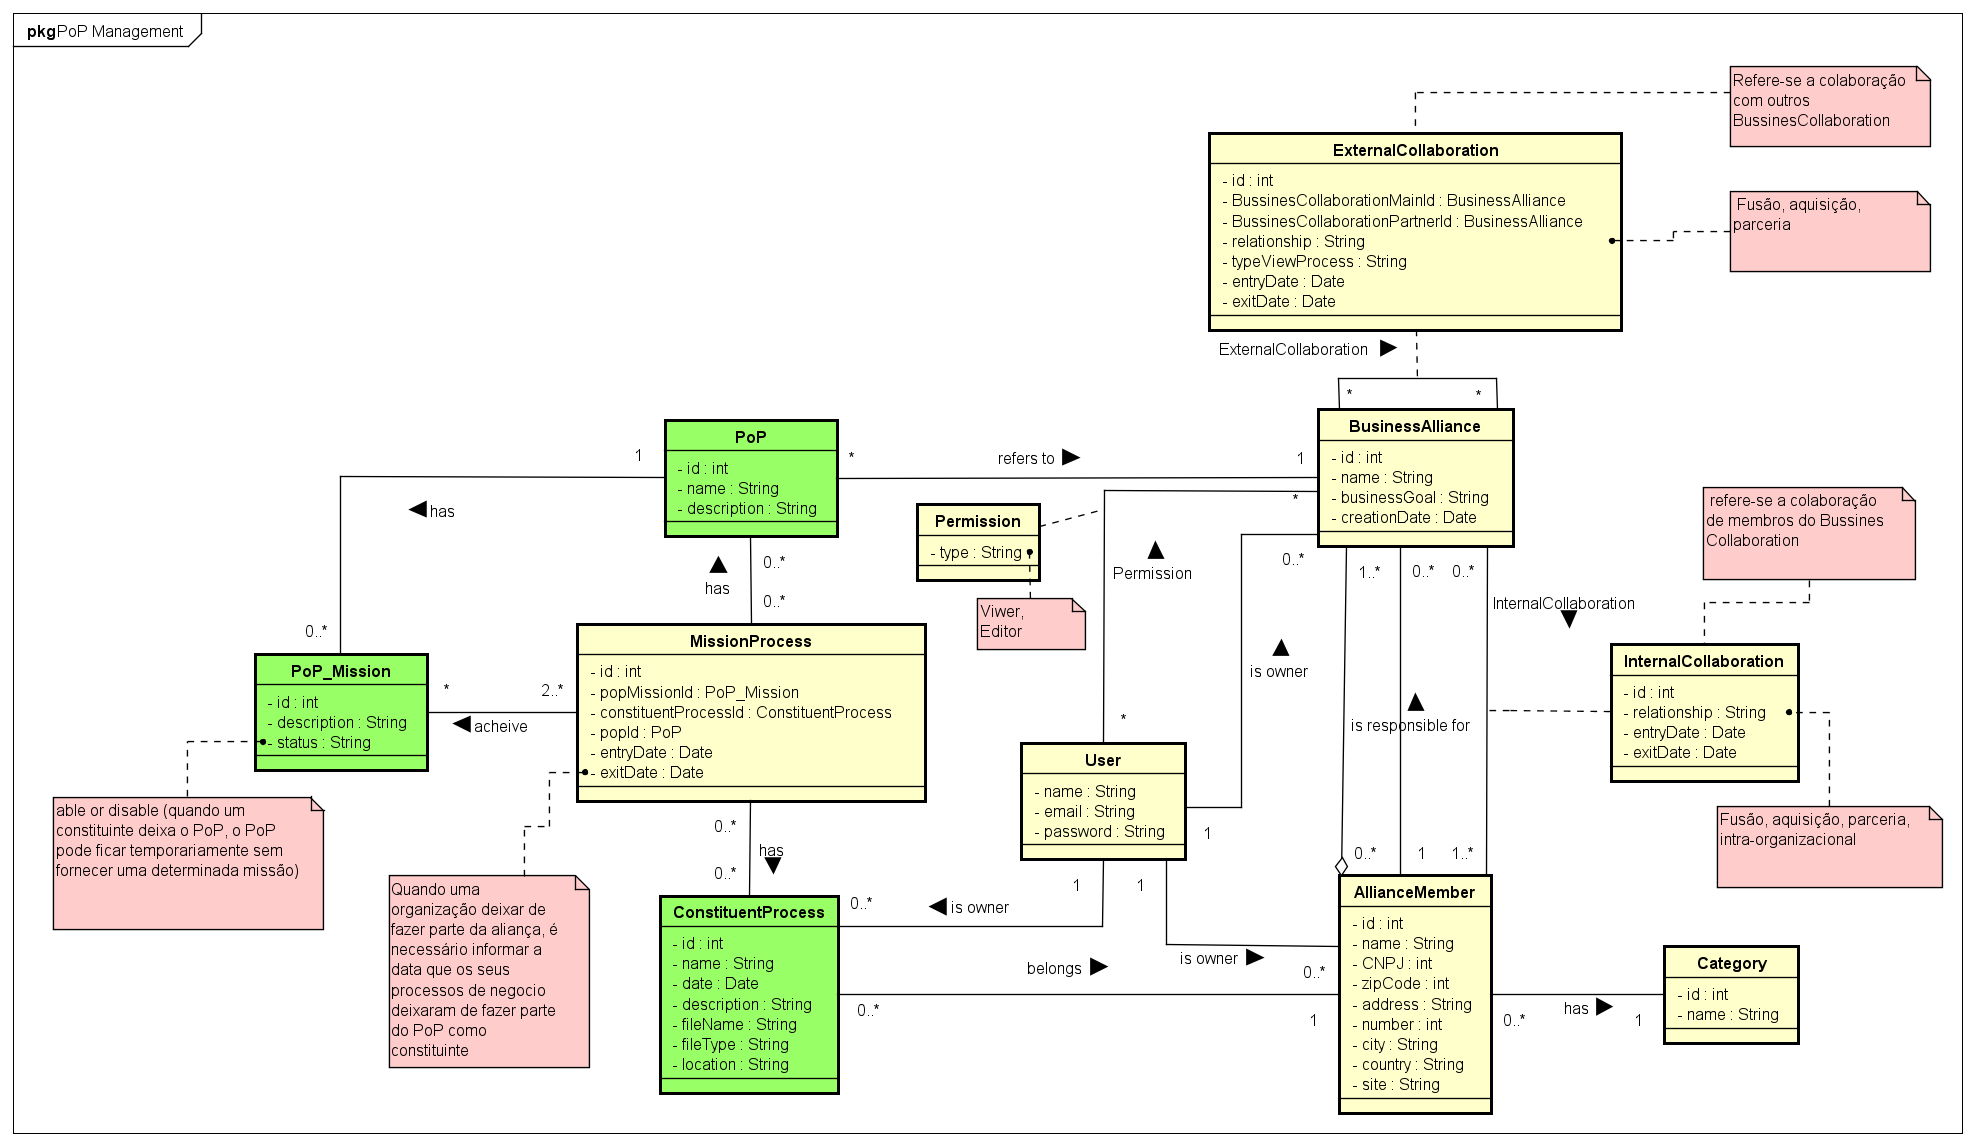 pkgPoP Management
Refere-se a colaboração
com outros
BussinesCollaboration
ExternalCollaboration
- id : int
- BussinesCollaborationMainId : BusinessAlliance
- BussinesCollaborationPartnerId : BusinessAlliance
- relationship : String
- typeViewProcess : String
- entryDate : Date
- exitDate : Date
Fusão, aquisição,
parceria
ExternalCollaboration
*
*
PoP
- id : int
- name : String
- description : String
1
*
refers to
1
BusinessAlliance
- id : int
- name : String
- businessGoal : String
- creationDate : Date
has
*
Permission
- type : String
refere-se a colaboração
de membros do Bussines
Collaboration
0..*
has
0..*
Permission
0..*
1..*
0..*
0..*
Viwer,
Editor
InternalCollaboration
0..*
PoP_Mission
- id : int
- description : String
- status : String
*
2..*
acheive
MissionProcess
- id : int
- popMissionId : PoP_Mission
- constituentProcessId : ConstituentProcess
- popId : PoP
- entryDate : Date
- exitDate : Date
is owner
InternalCollaboration
- id : int
- relationship : String
- entryDate : Date
- exitDate : Date
*
is responsible for
User
- name : String
- email : String
- password : String
1
able or disable (quando um
constituinte deixa o PoP, o PoP
pode ficar temporariamente sem
fornecer uma determinada missão)
Fusão, aquisição, parceria,
intra-organizacional
0..*
has
0..*
0..*
1
1..*
Quando uma
organização deixar de
fazer parte da aliança, é
necessário informar a
data que os seus
processos de negocio
deixaram de fazer parte
do PoP como
constituinte
1
1
0..*
is owner
ConstituentProcess
- id : int
- name : String
- date : Date
- description : String
- fileName : String
- fileType : String
- location : String
belongs
is owner
0..*
0..*
1
AllianceMember
- id : int
- name : String
- CNPJ : int
- zipCode : int
- address : String
- number : int
- city : String
- country : String
- site : String
has
0..*
1
Category
- id : int
- name : String